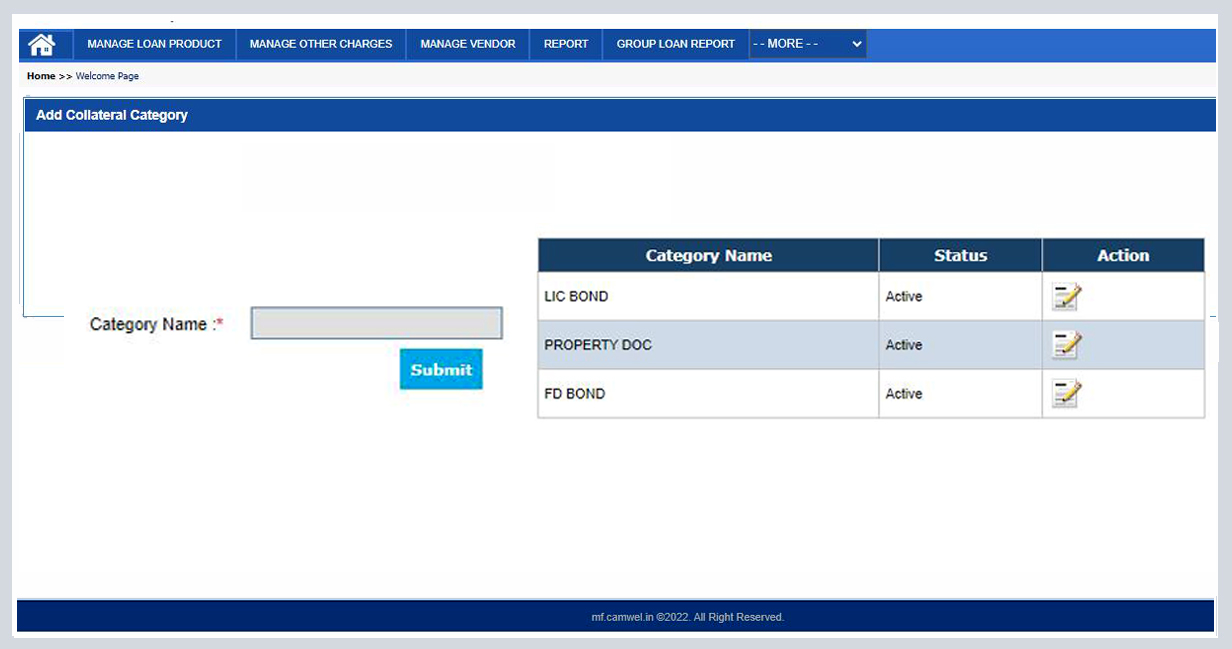 MANAGE LOAN PRODUCT MANAGE OTHER CHARGES MANAGE VENDOR REPORT GROUP LOAN REPORT - - MORE - -
Home >> Welcome Page
Add Collateral Category
Category Name Status Action
LIC BOND Active
Category Name :*
PROPERTY DOC Active
Submit
FD BOND Active
mf.camwel.in ©2022. All Right Reserved.